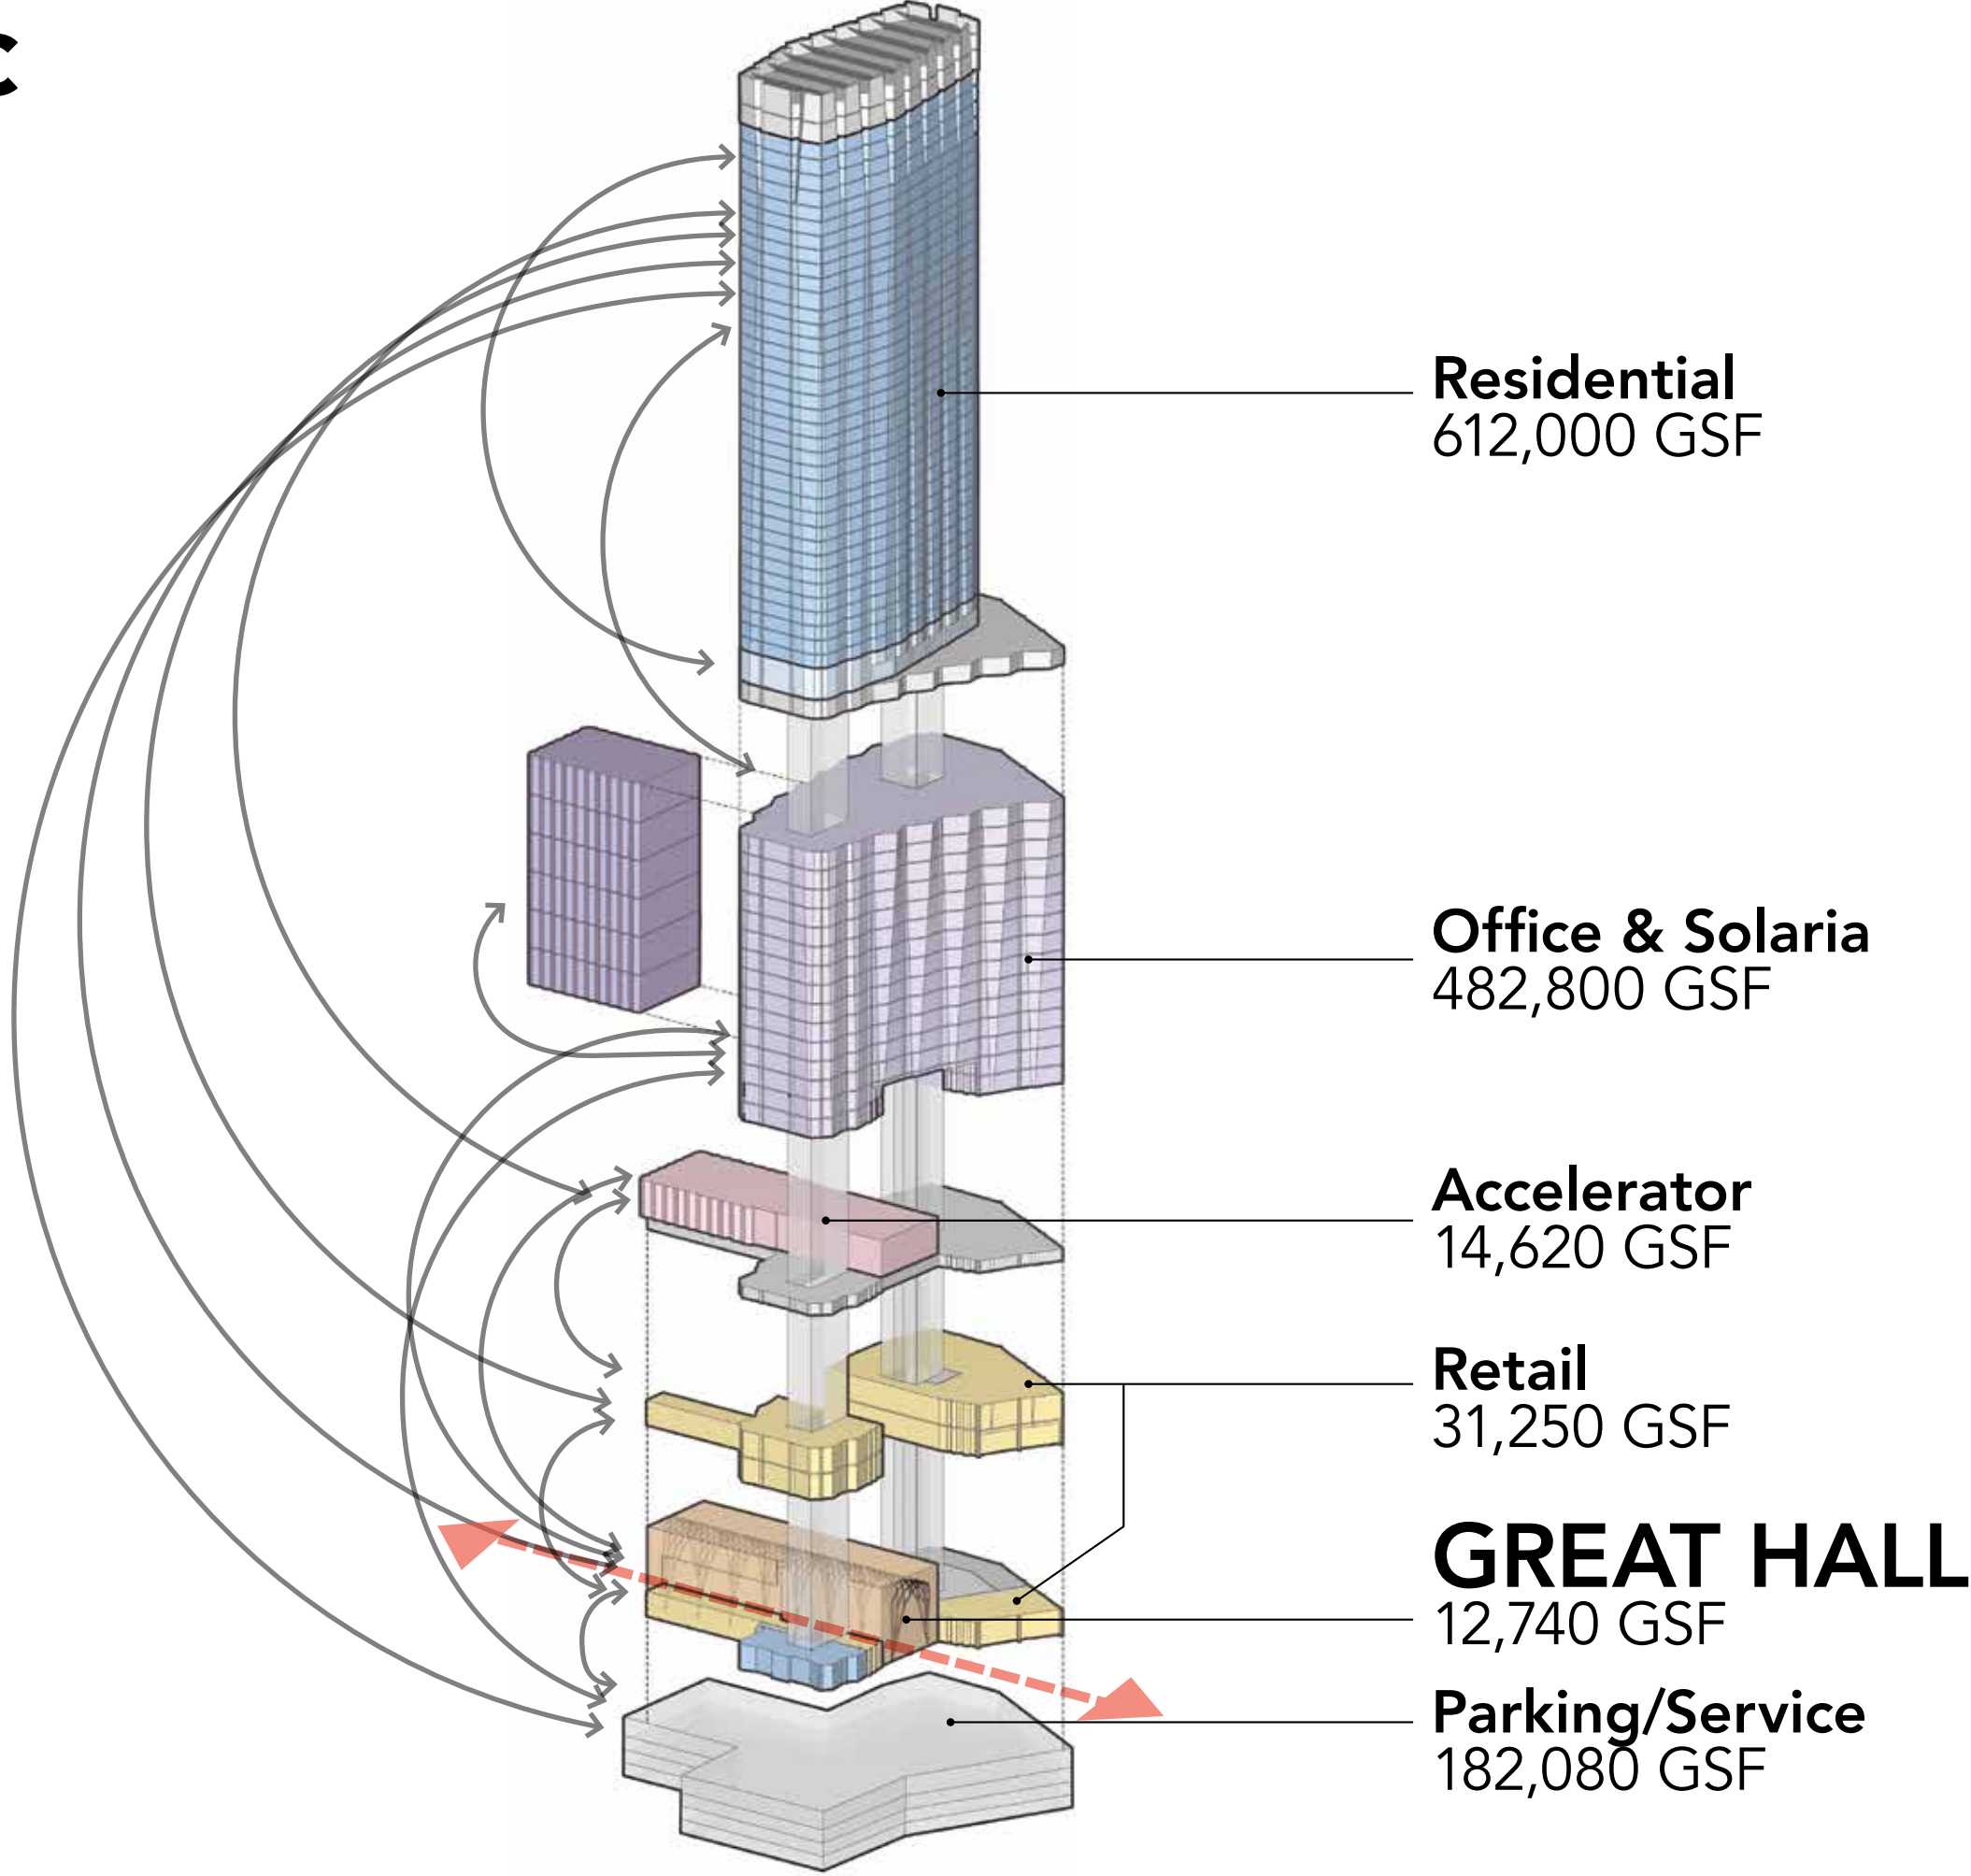 C
Residential
612,000 GSF
Office & Solaria
482,800 GSF
Accelerator
14,620 GSF
Retail
31,250 GSF
GREAT HALL
12,740 GSF
Parking/Service
182,080 GSF